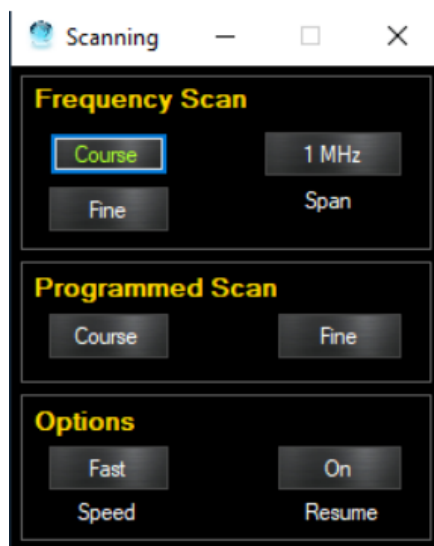 Scanning
Frequency Scan
Course 1 MHz
Fine Span
Programmed Scan
Course Fine
Options
Fast On
Speed Resume